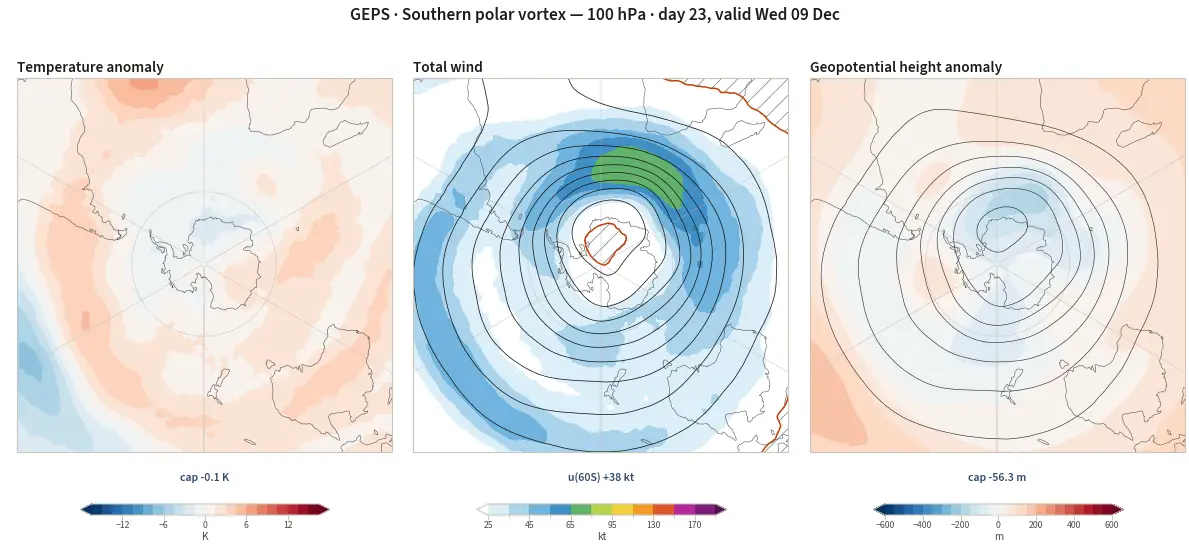 GEPS · Southern polar vortex — 100 hPa · day 23, valid Wed 09 Dec
Temperature anomaly
Total wind
Geopotential height anomaly
cap -0.1 K
u(60S) +38 kt
cap -56.3 m
−12 −6 0 6 12
K
25 45 65 95 130 170
kt
−600 −400 −200 0 200 400 600
m